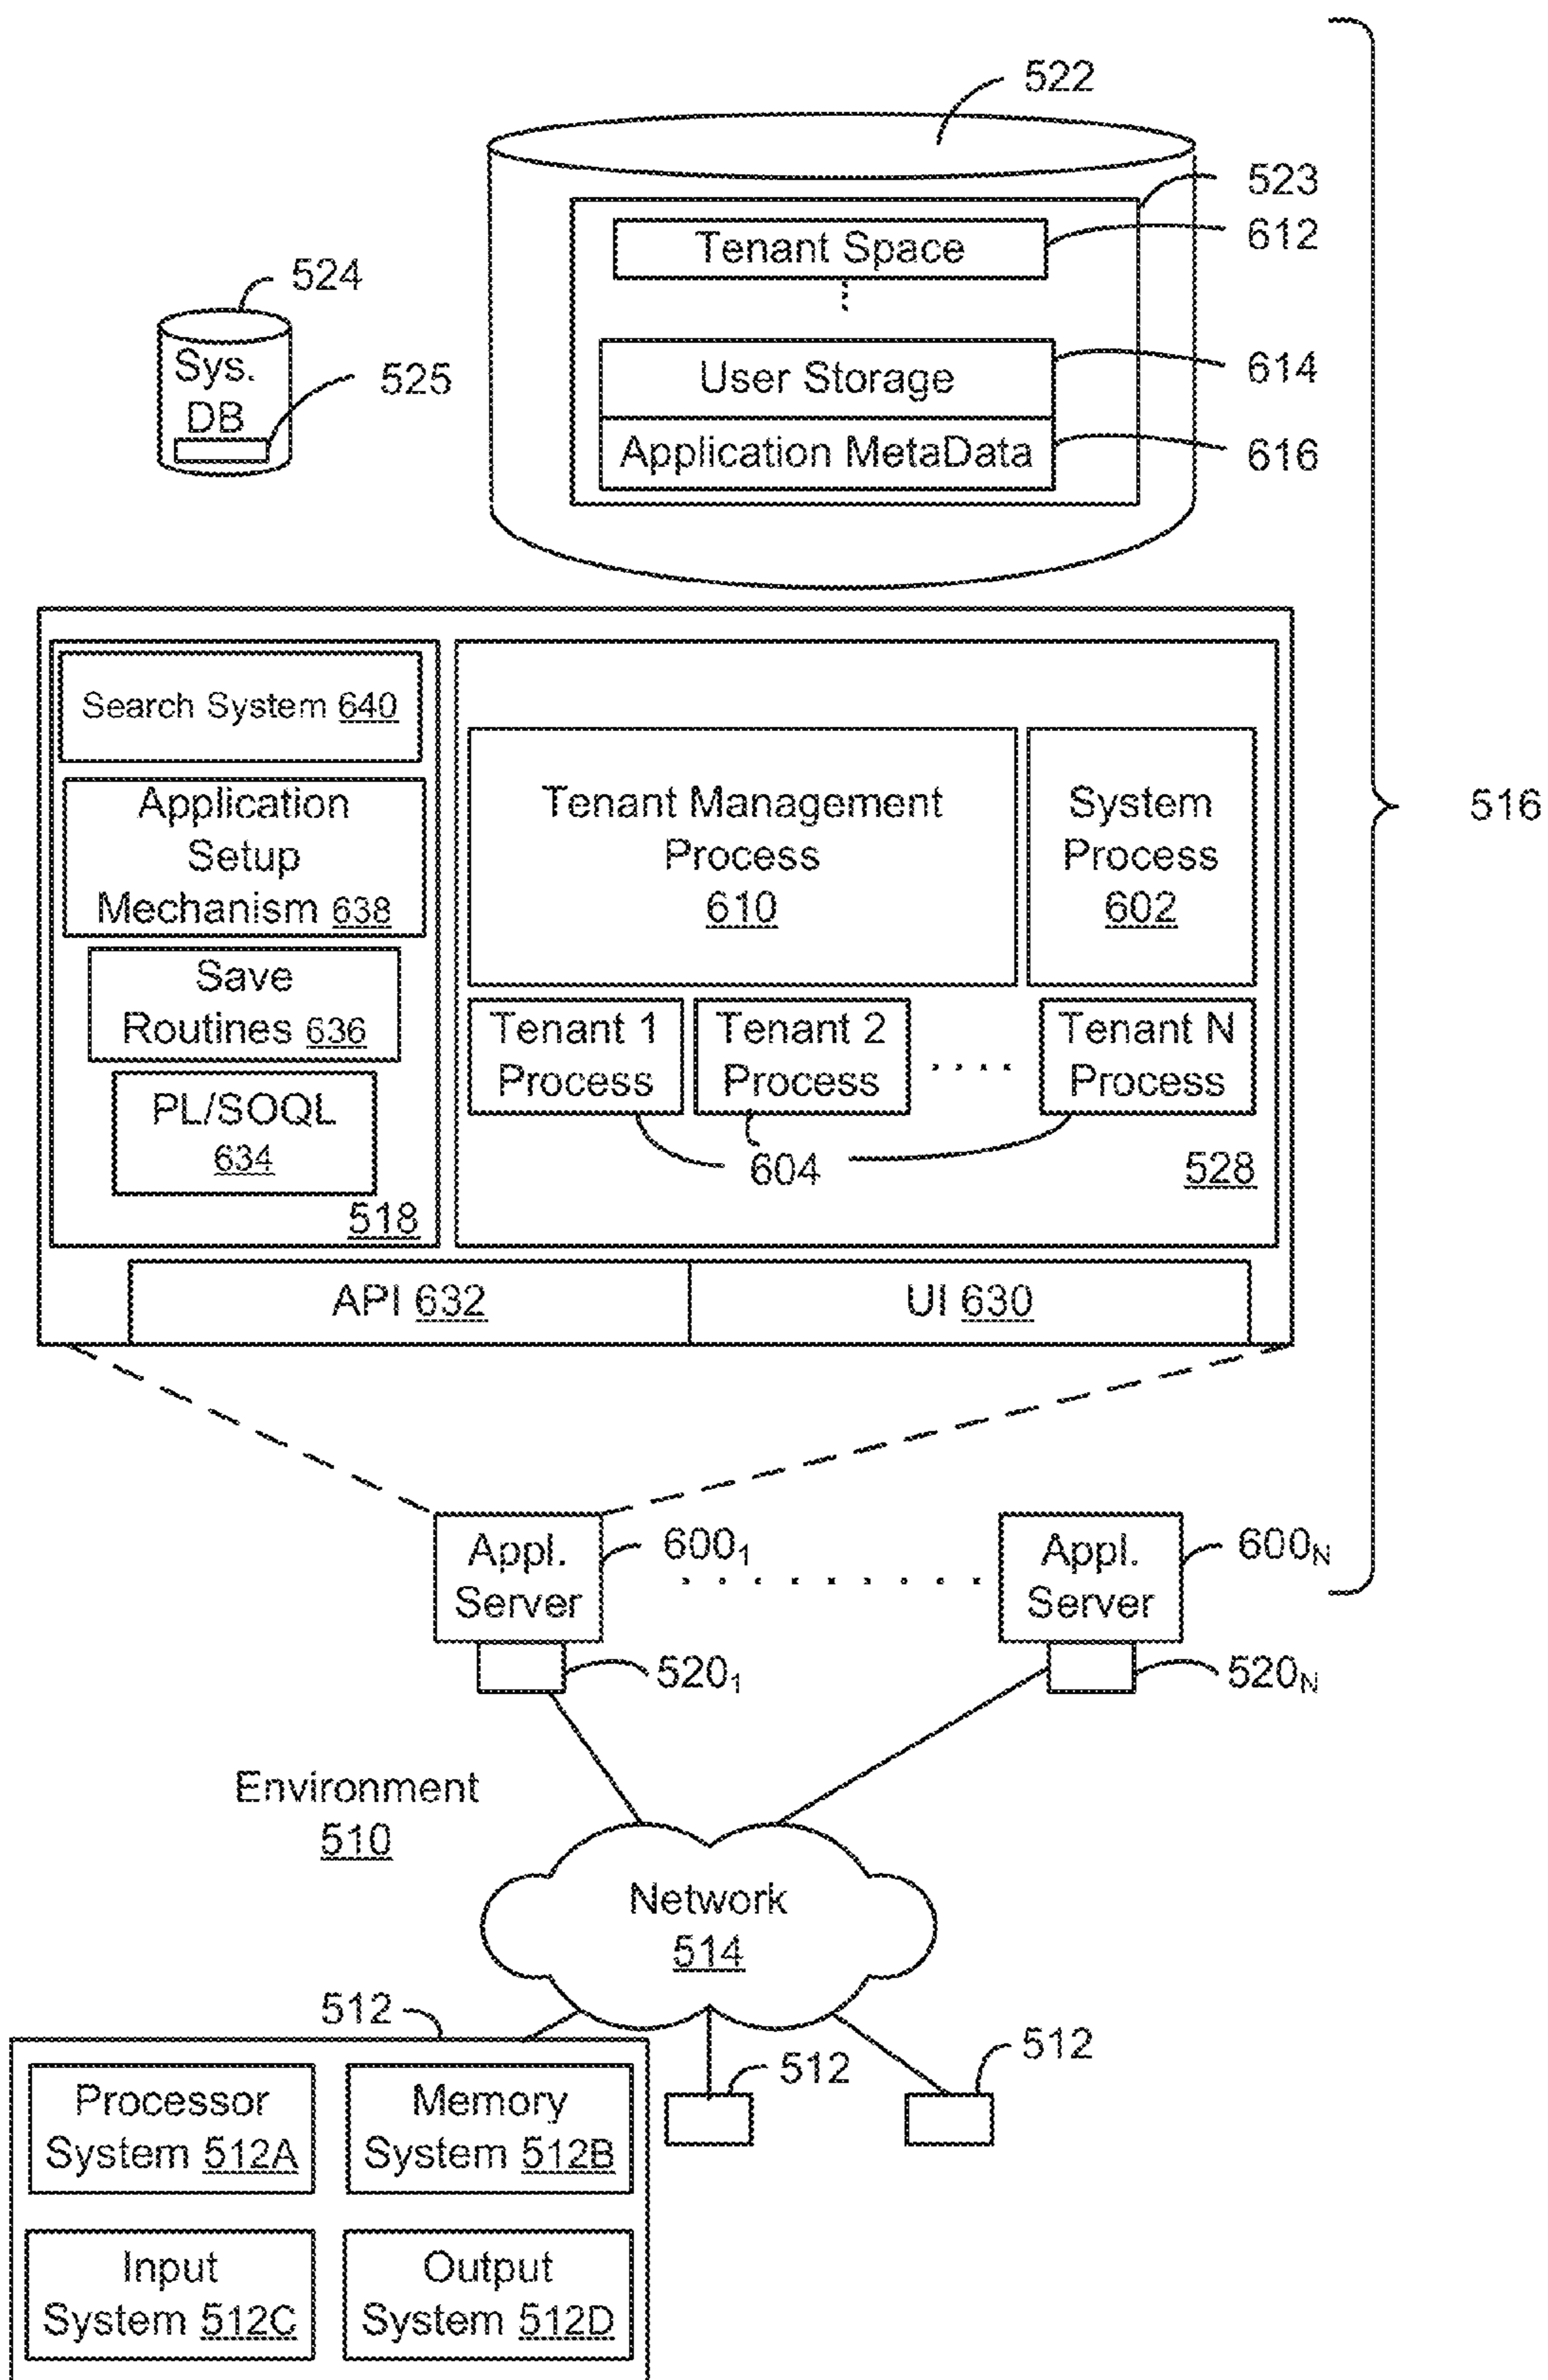 522
523
Tenant Space
612
524
Sys.
DB
525
User Storage
614
Application MetaData
616
Search System 640
Application
Setup
Mechanism 638
Save
Routines 636
PL/SOQL
634
518
Tenant Management
Process
610
System
Process
602
516
Tenant 1
Process
Tenant 2
Process
Tenant N
Process
604
528
API 632
UI 630
Appl.
Server
600₁
Appl.
Server
600N
520₁
520N
Environment
510
Network
514
512
512
512
Processor
System 512A
Memory
System 512B
Input
System 512C
Output
System 512D